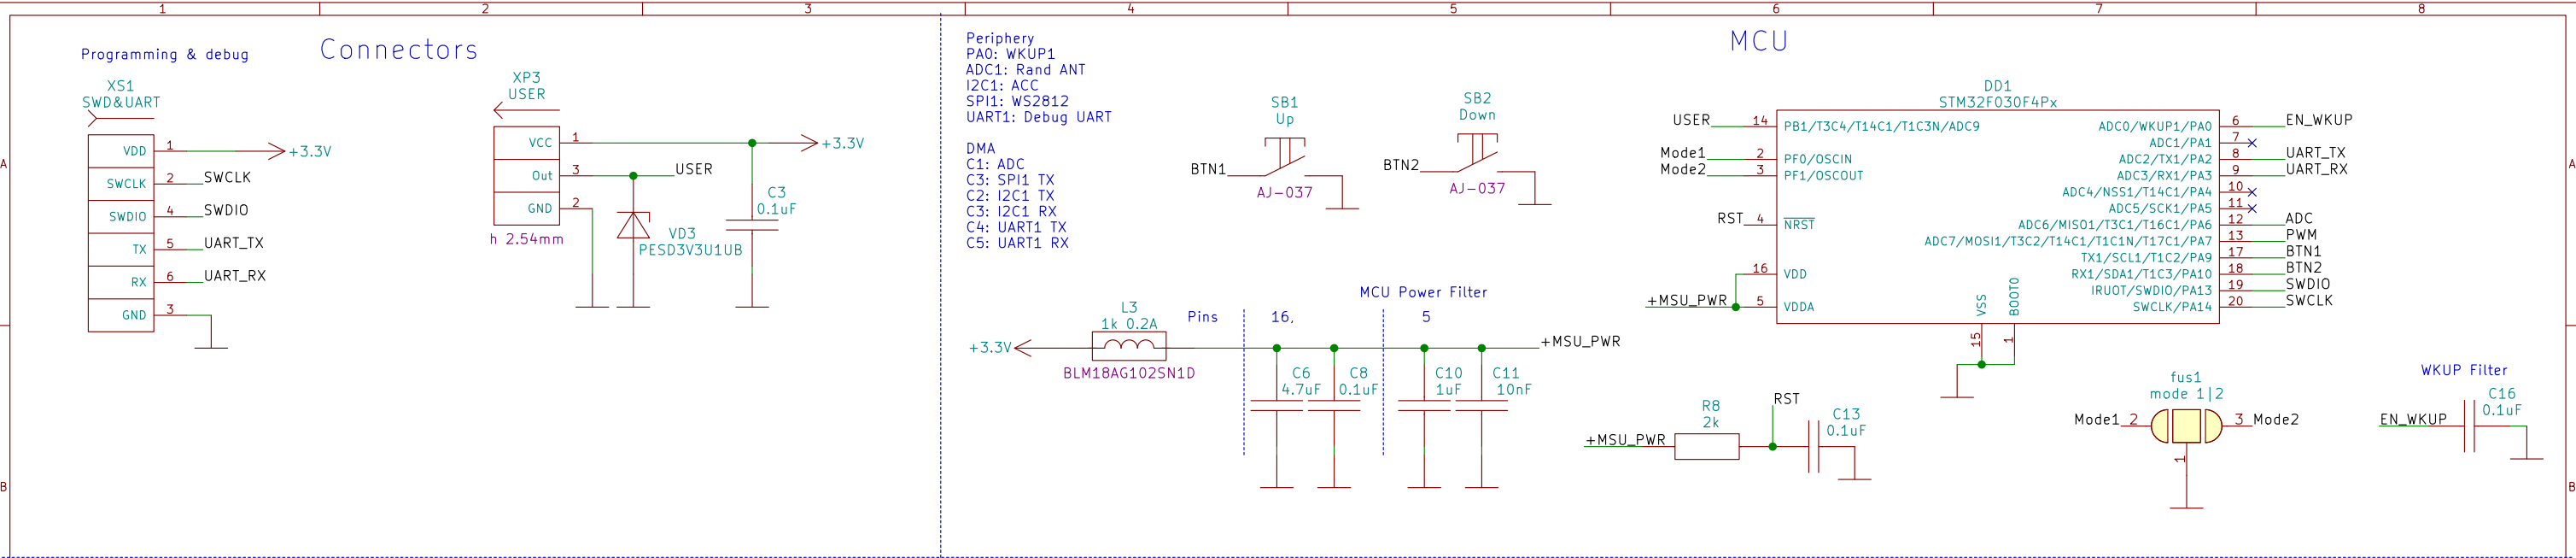 1 2 3 4 5 6 7 8
A
B
A
B
Connectors
Programming & debug
XS1
SWD&UART
VDD 1 +3.3V
SWCLK 2 SWCLK
SWDIO 4 SWDIO
TX 5 UART_TX
RX 6 UART_RX
GND 3
XP3
USER
VCC 1 +3.3V
Out 3 USER
GND 2
h 2.54mm
VD3
PESD3V3U1UB
C3
0.1uF
Periphery
PA0: WKUP1
ADC1: Rand ANT
I2C1: ACC
SPI1: WS2812
UART1: Debug UART
DMA
C1: ADC
C3: SPI1 TX
C2: I2C1 TX
C3: I2C1 RX
C4: UART1 TX
C5: UART1 RX
SB1
Up
BTN1
AJ-037
SB2
Down
BTN2
AJ-037
MCU Power Filter
Pins 16, 5
L3
1k 0.2A
+3.3V
BLM18AG102SN1D
+MSU_PWR
C6
4.7uF
C8
0.1uF
C10
1uF
C11
10nF
MCU
DD1
STM32F030F4Px
USER 14 PB1/T3C4/T14C1/T1C3N/ADC9
Mode1 2 PF0/OSCIN
Mode2 3 PF1/OSCOUT
RST 4 NRST
16 VDD
+MSU_PWR 5 VDDA
ADC0/WKUP1/PA0 6 EN_WKUP
ADC1/PA1 7
ADC2/TX1/PA2 8 UART_TX
ADC3/RX1/PA3 9 UART_RX
ADC4/NSS1/T14C1/PA4 10
ADC5/SCK1/PA5 11
ADC6/MISO1/T3C1/T16C1/PA6 12 ADC
ADC7/MOSI1/T3C2/T14C1/T1C1N/T17C1/PA7 13 PWM
TX1/SCL1/T1C2/PA9 17 BTN1
RX1/SDA1/T1C3/PA10 18 BTN2
IRUOT/SWDIO/PA13 19 SWDIO
SWCLK/PA14 20 SWCLK
VSS 15
BOOT0 1
+MSU_PWR
R8
2k
RST
C13
0.1uF
fus1
mode 1|2
Mode1 2 3 Mode2
1
WKUP Filter
C16
0.1uF
EN_WKUP